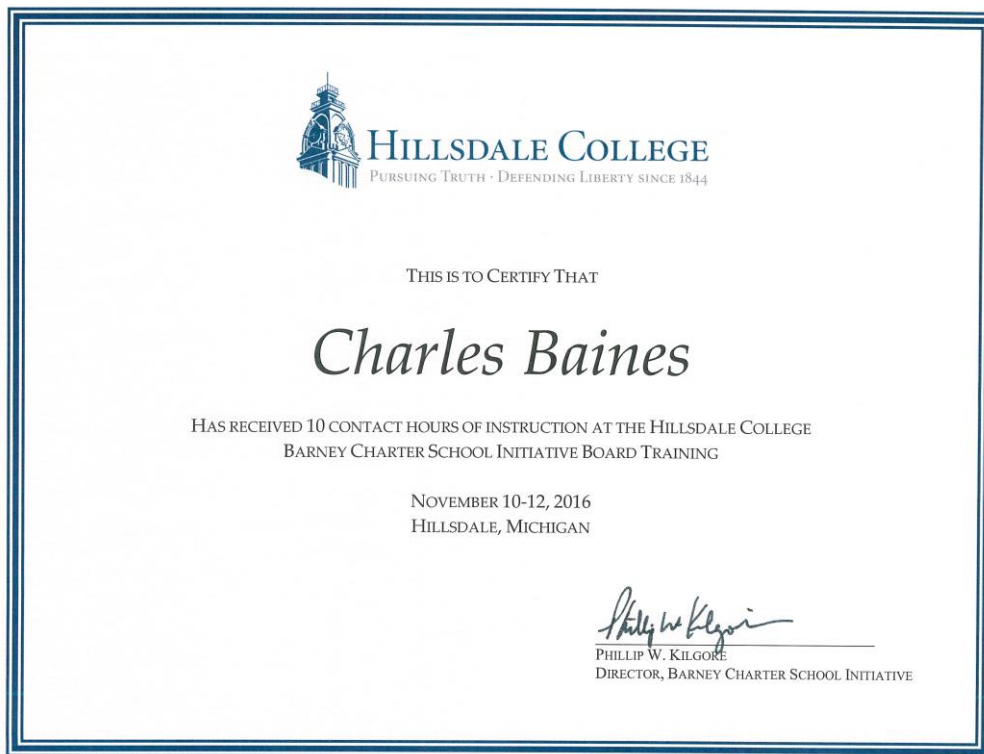 HILLSDALE COLLEGE
PURSUING TRUTH · DEFENDING LIBERTY SINCE 1844
THIS IS TO CERTIFY THAT
Charles Baines
HAS RECEIVED 10 CONTACT HOURS OF INSTRUCTION AT THE HILLSDALE COLLEGE
BARNEY CHARTER SCHOOL INITIATIVE BOARD TRAINING
NOVEMBER 10-12, 2016
HILLSDALE, MICHIGAN
Phillip W Kilgore
PHILLIP W. KILGORE
DIRECTOR, BARNEY CHARTER SCHOOL INITIATIVE